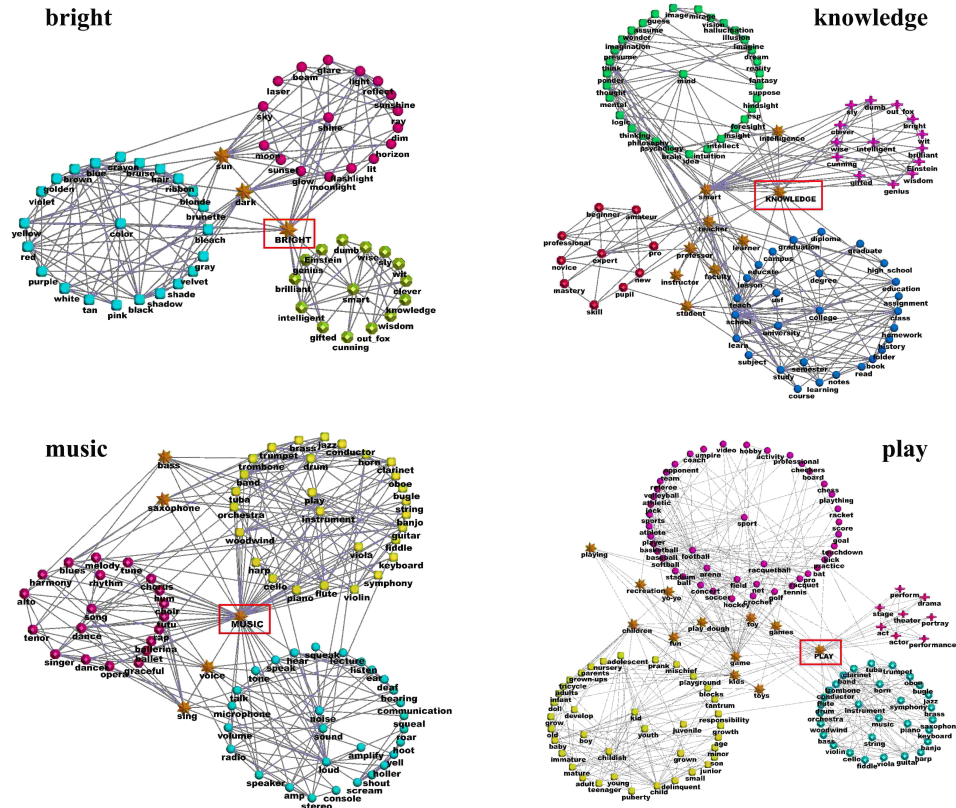 bright
glare
beam
light
reflect
laser
sunshine
sky
shine
ray
dim
horizon
moon
sun
sunset
lit
flashlight
glow
moonlight
dark
BRIGHT
crayon
blue
bruise
brown
hair
golden
ribbon
violet
blonde
brunette
yellow
color
bleach
red
gray
purple
velvet
white
shade
shadow
tan
pink
black
dumb
Einstein
wise
genius
sly
wit
brilliant
clever
smart
knowledge
intelligent
wisdom
gifted
out_fox
cunning
knowledge
image
mirage
guess
vision
assume
hallucination
wonder
illusion
imagination
imagine
presume
dream
think
reality
ponder
mind
fantasy
thought
suppose
mental
hindsight
logic
esp
foresight
thinking
insight
philosophy
intellect
psychology
intuition
brain
idea
intelligence
dumb
sly
out_fox
clever
bright
wit
wise
intelligent
brilliant
cunning
Einstein
gifted
wisdom
genius
smart
KNOWLEDGE
beginner
amateur
teacher
professional
pro
expert
professor
learner
novice
new
faculty
mastery
pupil
instructor
skill
student
diploma
graduation
graduate
campus
educate
high_school
lesson
degree
education
teach
usf
assignment
school
college
class
university
homework
learn
history
subject
folder
semester
book
study
read
notes
learning
course
music
bass
saxophone
jazz
brass
conductor
trumpet
horn
trombone
drum
clarinet
band
oboe
play
bugle
tuba
string
orchestra
instrument
banjo
guitar
woodwind
fiddle
viola
keyboard
harp
symphony
cello
flute
violin
piano
melody
blues
tune
harmony
rhythm
chorus
hum
alto
choir
song
tutu
rap
dance
tenor
ballerina
ballet
singer
dancer
graceful
opera
MUSIC
voice
sing
squeak
hear
lecture
speak
listen
tone
ear
deaf
talk
hearing
microphone
communication
noise
squeal
volume
sound
roar
radio
hoot
loud
amplify
yell
holler
speaker
shout
scream
amp
console
stereo
play
video
hobby
umpire
activity
coach
professional
opponent
checkers
team
board
referee
chess
volleyball
plaything
athletic
jock
racket
sports
sport
score
athlete
goal
player
touchdown
basketball
football
kick
baseball
practice
softball
racquetball
bat
stadium
arena
pro
ball
field
racquet
net
tennis
concert
golf
soccer
crochet
hockey
playing
recreation
yo-yo
children
play_dough
toy
fun
games
game
kids
toys
PLAY
perform
drama
stage
theater
portray
act
actor
performance
adolescent
nursery
prank
parents
mischief
grown-ups
playground
tricycle
adults
blocks
infant
tantrum
doll
kid
responsibility
grow
develop
youth
juvenile
growth
old
boy
age
baby
childish
grown
minor
immature
son
mature
junior
adult
young
small
teenager
child
delinquent
puberty
tuba
clarinet
trumpet
band
oboe
trombone
horn
conductor
bugle
flute
symphony
jazz
drum
instrument
brass
orchestra
music
piano
saxophone
woodwind
keyboard
bass
string
banjo
violin
guitar
harp
cello
viola
fiddle